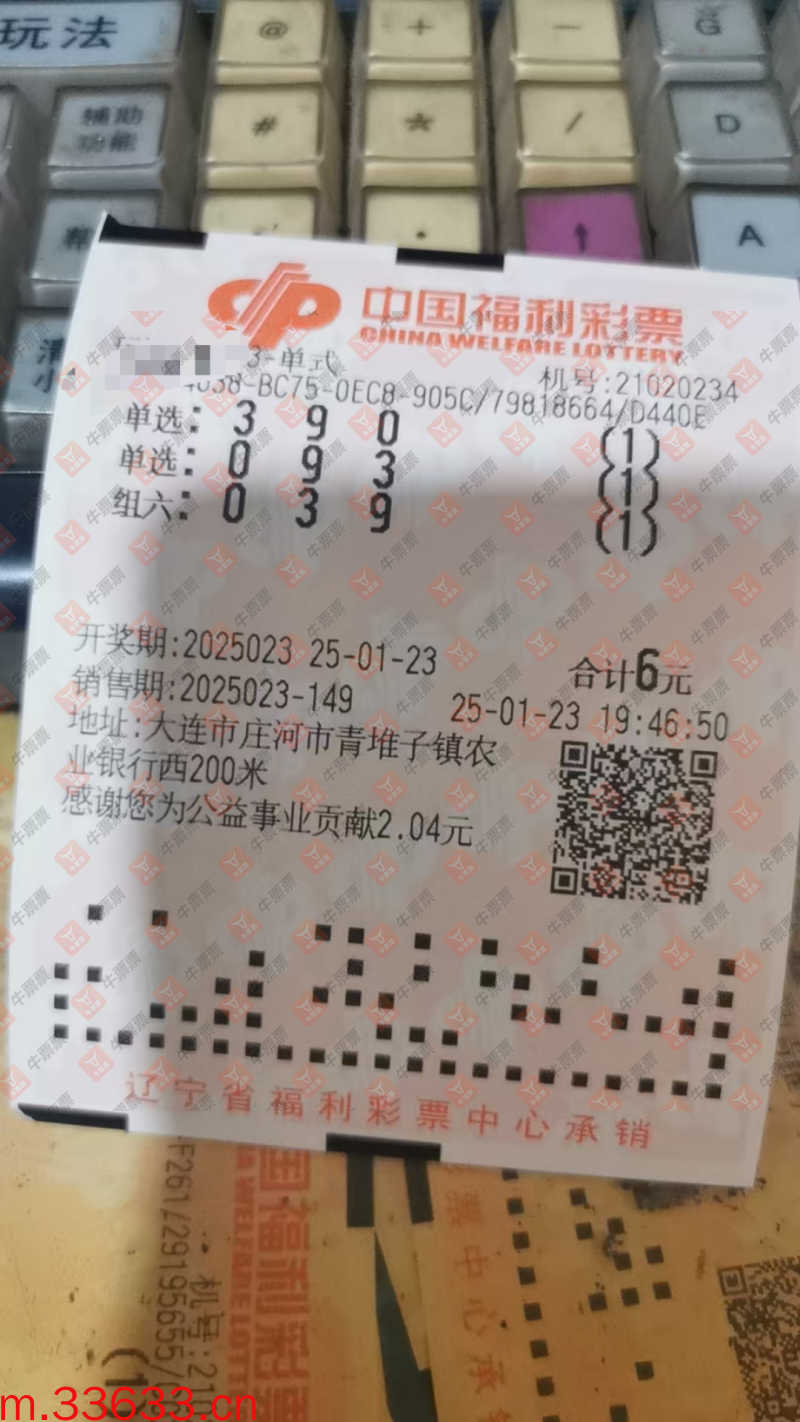 玩法
@
+
-
G
辅助
功能
#
*
/
D
↑
A
中国福利彩票
CHINA WELFARE LOTTERY
3-单式
机号:21020234
4038-BC75-0EC8-905C/79818664/D440E
单选: 3 9 0 (1)
单选: 0 9 3 (1)
组六: 0 3 9 (1)
开奖期:2025023 25-01-23
合计6元
销售期:2025023-149
25-01-23 19:46:50
地址:大连市庄河市青堆子镇农
业银行西200米
感谢您为公益事业贡献2.04元
辽宁省福利彩票中心承销
牛票票
m.33633.cn